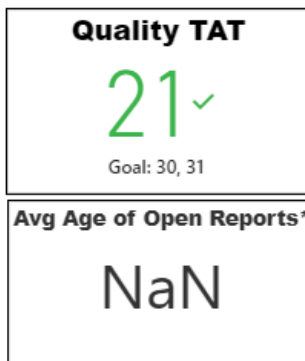 Quality TAT
21
Goal: 30, 31
Avg Age of Open Reports*
NaN